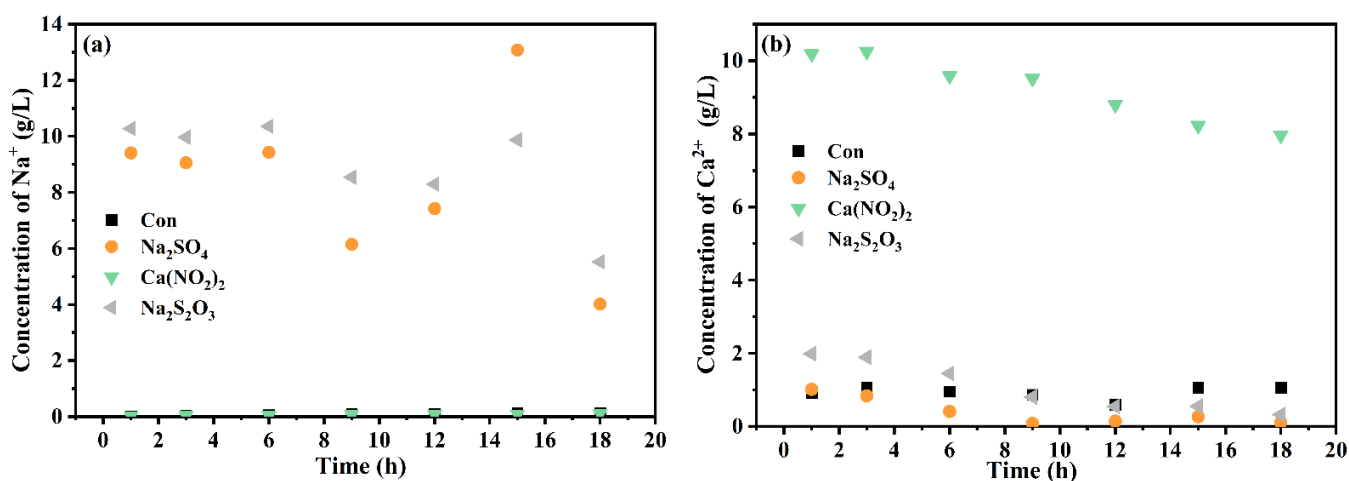 (a)
Concentration of Na⁺ (g/L)
14
12
10
8
6
4
2
0
Con
Na₂SO₄
Ca(NO₂)₂
Na₂S₂O₃
0 2 4 6 8 10 12 14 16 18 20
Time (h)
(b)
Concentration of Ca²⁺ (g/L)
10
8
6
4
2
0
Con
Na₂SO₄
Ca(NO₂)₂
Na₂S₂O₃
0 2 4 6 8 10 12 14 16 18 20
Time (h)